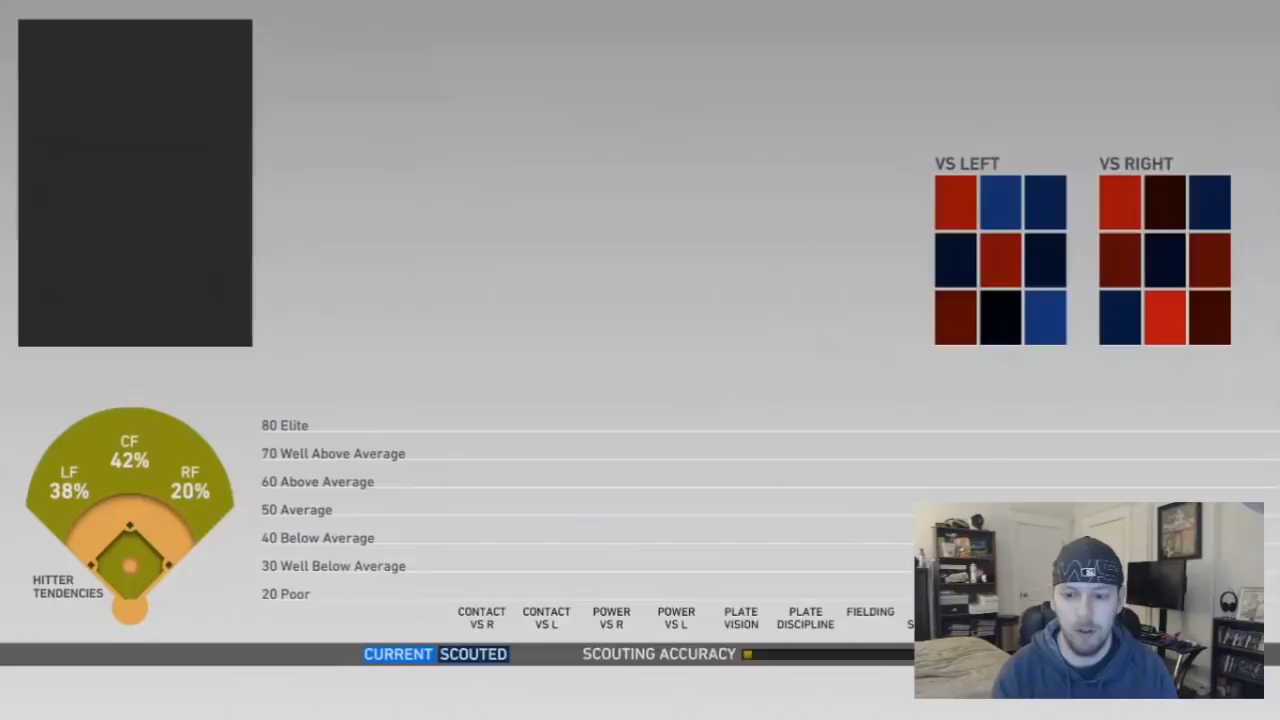 VS LEFT
VS RIGHT
CF
42%
LF
38%
RF
20%
HITTER
TENDENCIES
80 Elite
70 Well Above Average
60 Above Average
50 Average
40 Below Average
30 Well Below Average
20 Poor
CONTACT
VS R
CONTACT
VS L
POWER
VS R
POWER
VS L
PLATE
VISION
PLATE
DISCIPLINE
FIELDING
CURRENT SCOUTED
SCOUTING ACCURACY